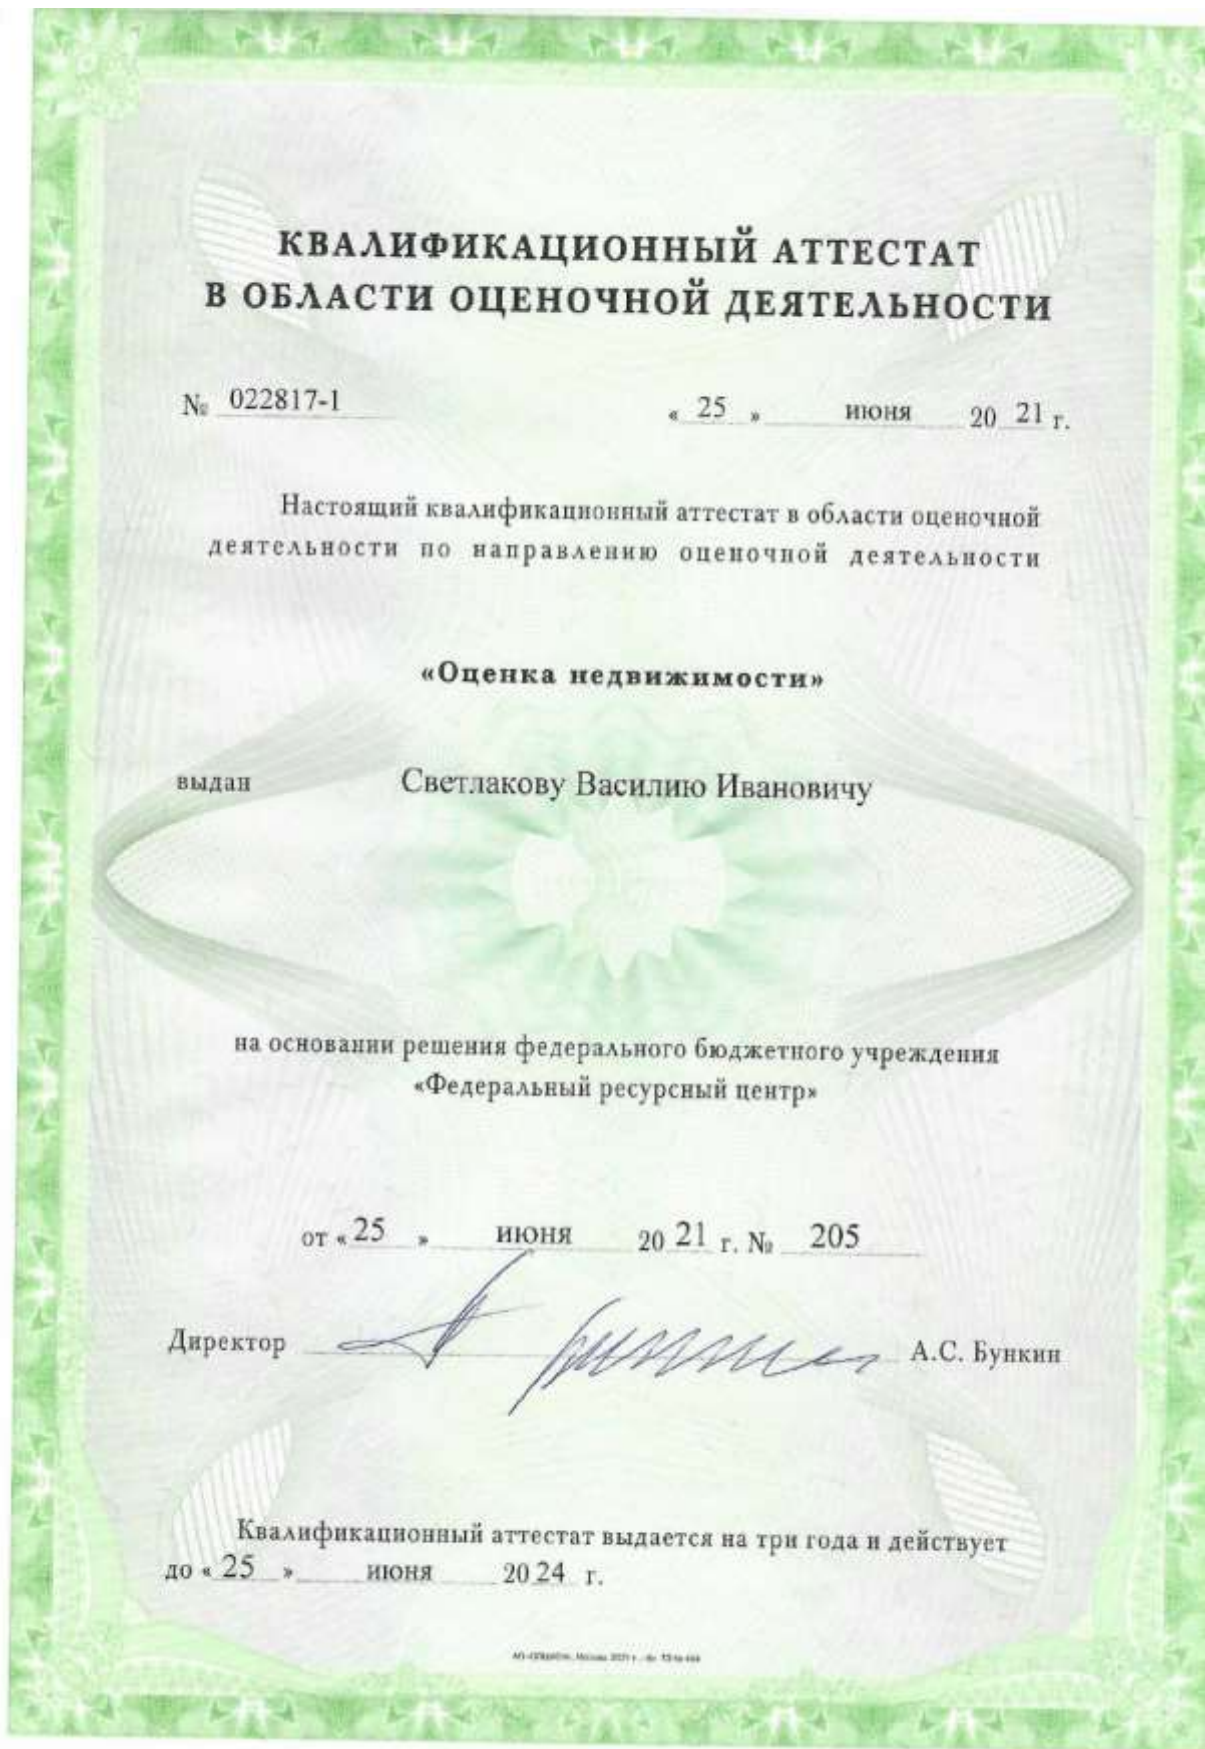 КВАЛИФИКАЦИОННЫЙ АТТЕСТАТ
В ОБЛАСТИ ОЦЕНОЧНОЙ ДЕЯТЕЛЬНОСТИ
№ 022817-1 « 25 » июня 20 21 г.
Настоящий квалификационный аттестат в области оценочной
деятельности по направлению оценочной деятельности
«Оценка недвижимости»
выдан Светлакову Василию Ивановичу
на основании решения федерального бюджетного учреждения
«Федеральный ресурсный центр»
от « 25 » июня 20 21 г. № 205
Директор А.С. Бункин
Квалификационный аттестат выдается на три года и действует
до « 25 » июня 20 24 г.